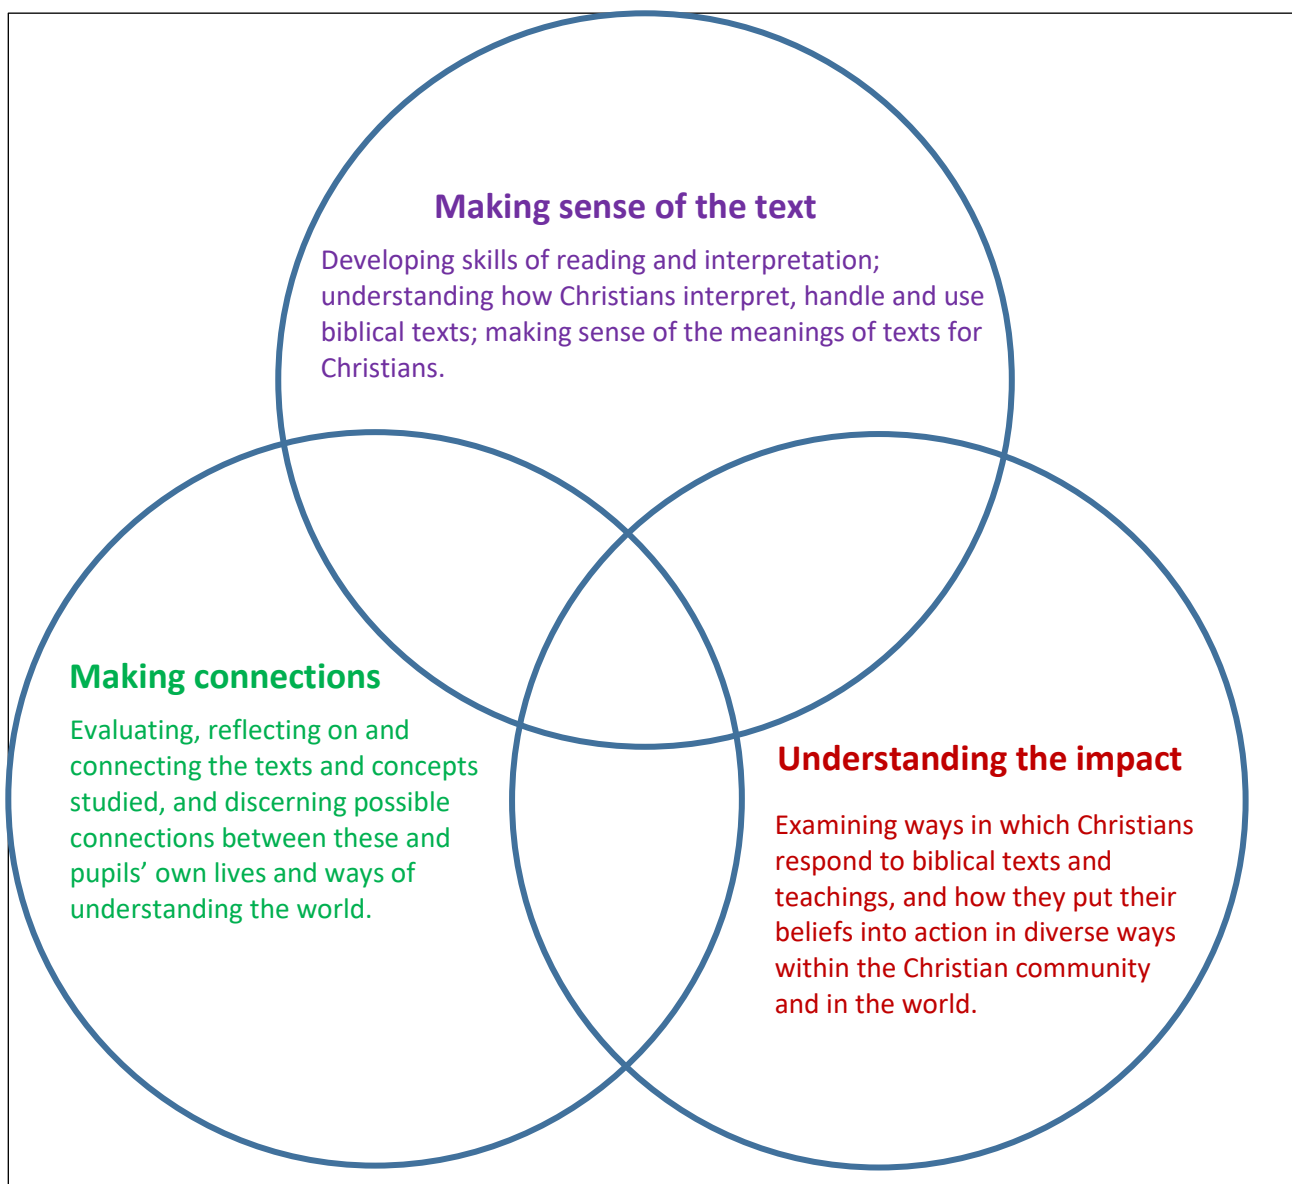 Making sense of the text
Developing skills of reading and interpretation;
understanding how Christians interpret, handle and use
biblical texts; making sense of the meanings of texts for
Christians.
Making connections
Evaluating, reflecting on and
connecting the texts and concepts
studied, and discerning possible
connections between these and
pupils’ own lives and ways of
understanding the world.
Understanding the impact
Examining ways in which Christians
respond to biblical texts and
teachings, and how they put their
beliefs into action in diverse ways
within the Christian community
and in the world.